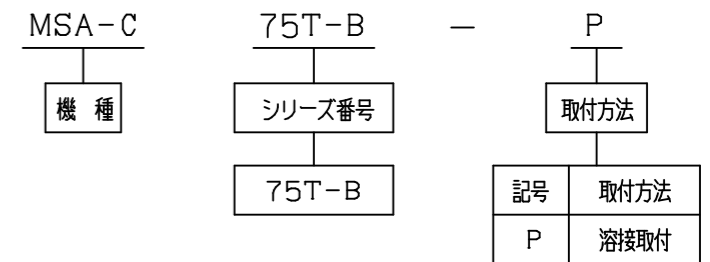 MSA-C 75T-B － P
機 種 シリーズ番号 取付方法
75T-B
記号 取付方法
P 溶接取付